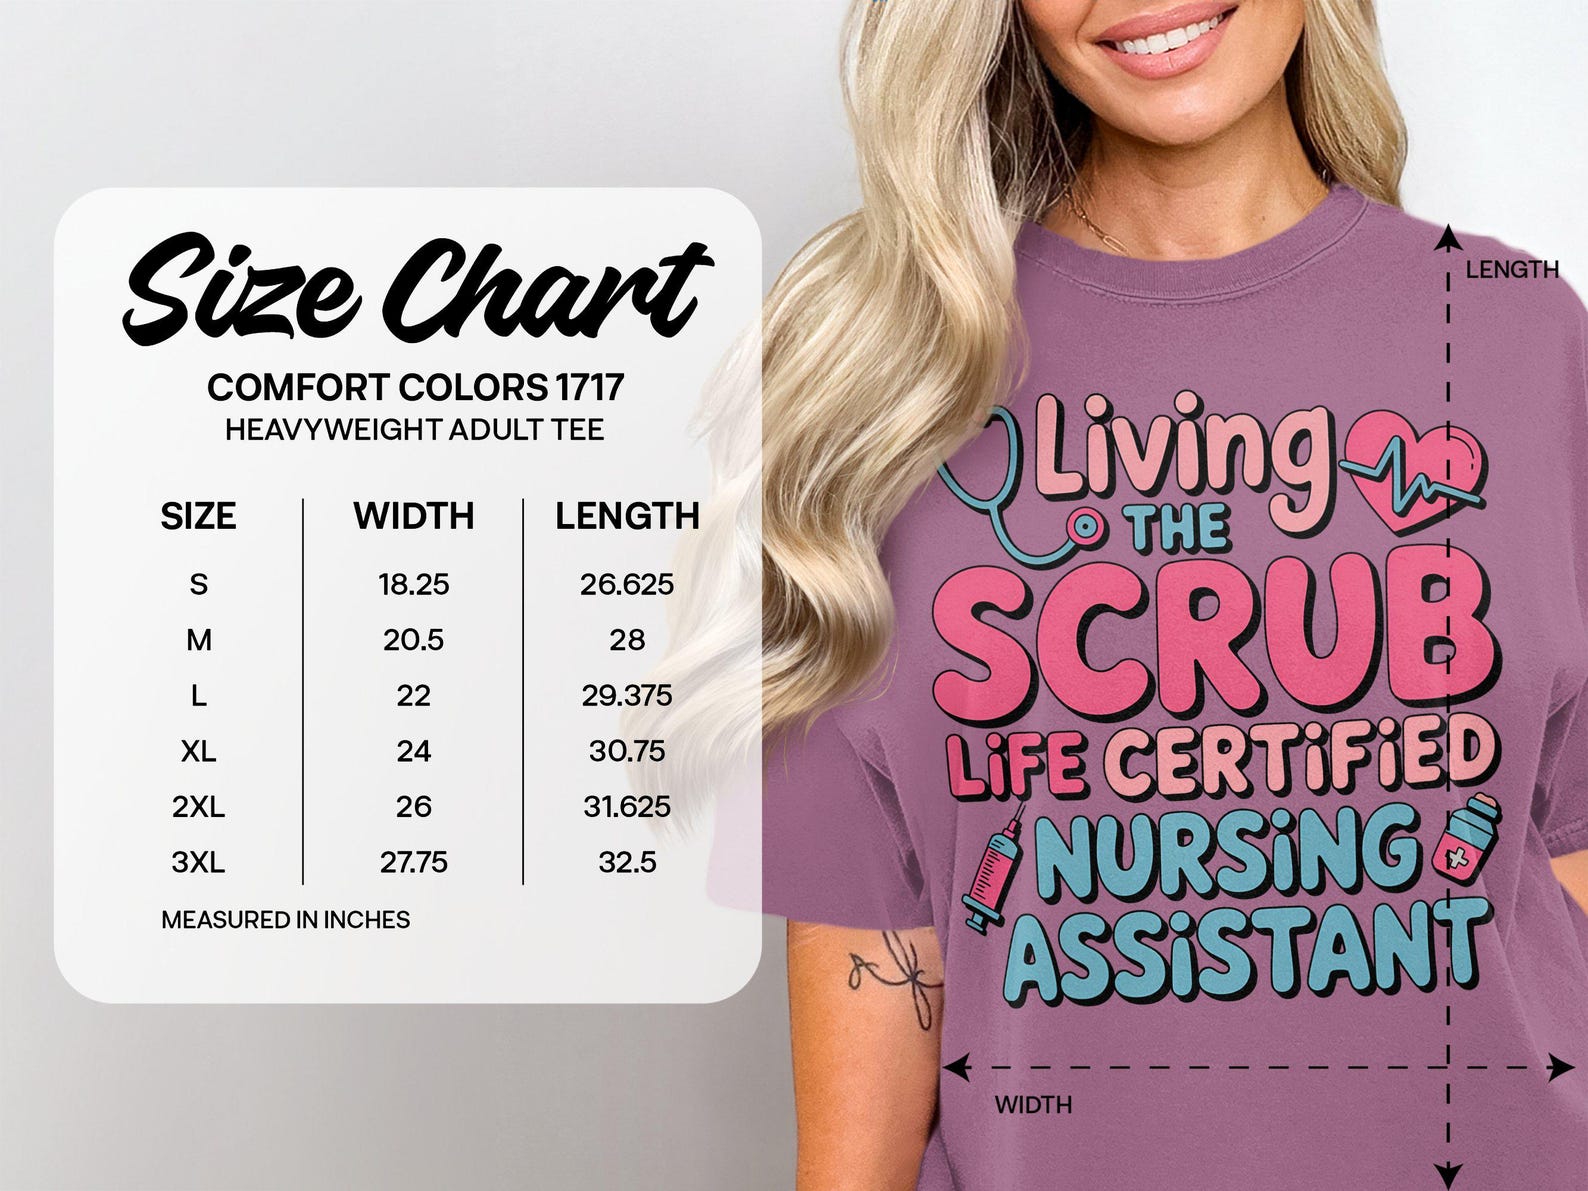 Size Chart
COMFORT COLORS 1717
HEAVYWEIGHT ADULT TEE
SIZE WIDTH LENGTH
S 18.25 26.625
M 20.5 28
L 22 29.375
XL 24 30.75
2XL 26 31.625
3XL 27.75 32.5
MEASURED IN INCHES
LENGTH
Living
THE
SCRUB
LiFE CERTiFiED
NURSiNG
ASSiSTANT
WIDTH